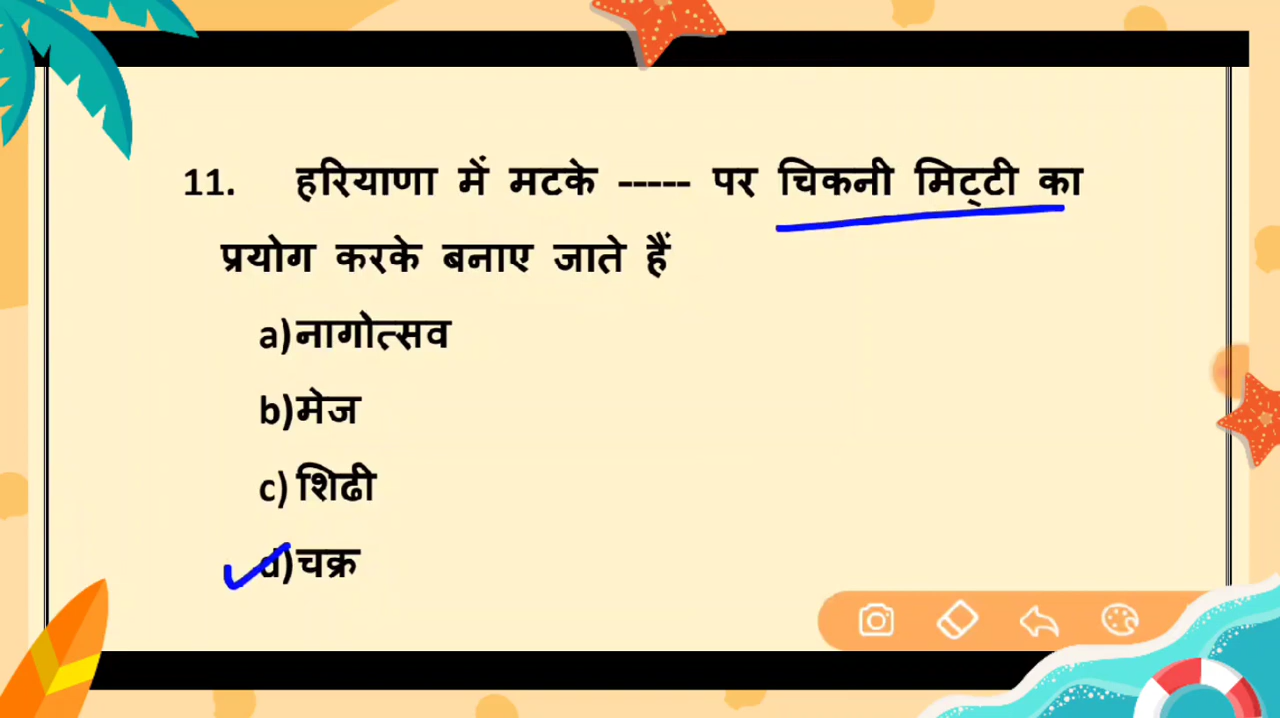 11. हरियाणा में मटके ----- पर चिकनी मिट्टी का
प्रयोग करके बनाए जाते हैं
a)नागोत्सव
b)मेज
c) शिढी
d)चक्र